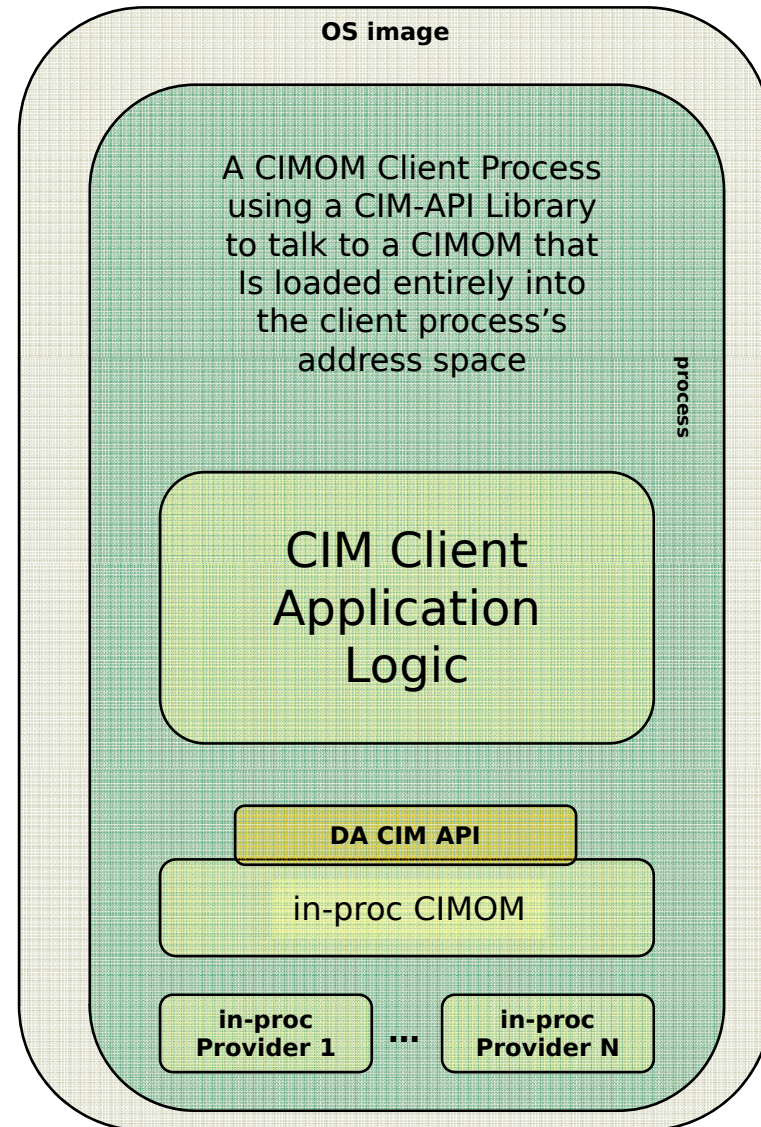 OS image
A CIMOM Client Process
using a CIM-API Library
to talk to a CIMOM that
Is loaded entirely into
the client process’s
address space
process
CIM Client
Application
Logic
DA CIM API
in-proc CIMOM
in-proc
Provider 1
...
in-proc
Provider N